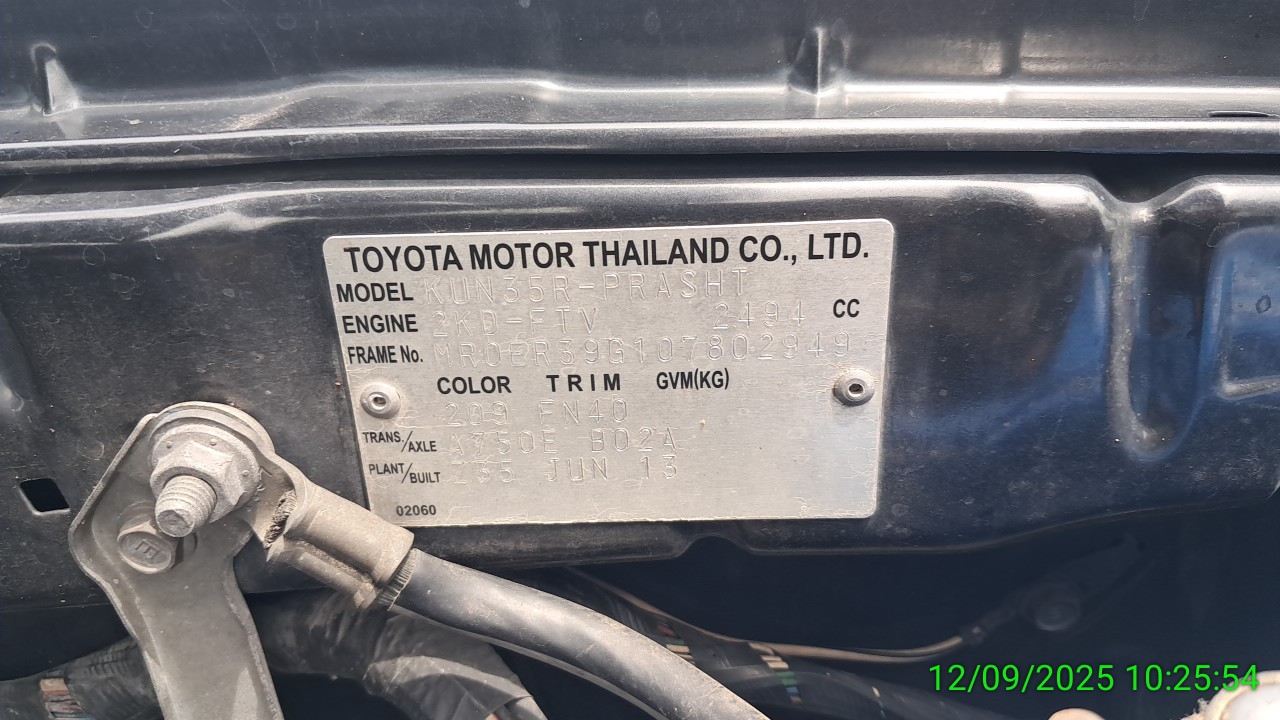 TOYOTA MOTOR THAILAND CO., LTD.
MODEL KUN35R-PRASHT
ENGINE 2KD-FTV 2494 CC
FRAME No. MR0ER39G107802949
COLOR TRIM GVM(KG)
209 FN40
TRANS./AXLE A750E B02A
PLANT/BUILT Z35 JUN 13
02060
12/09/2025 10:25:54